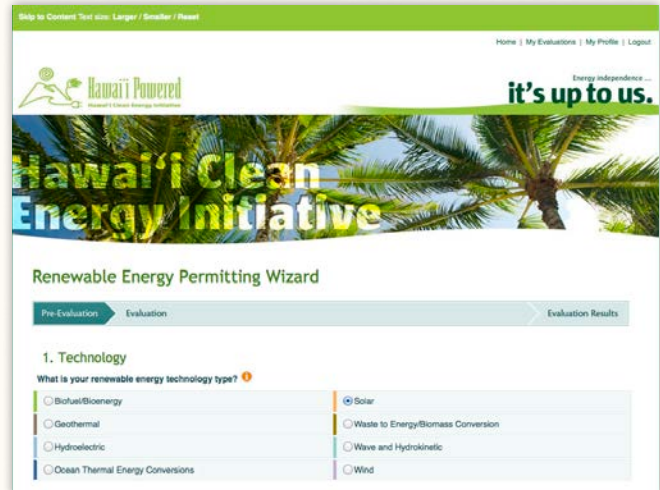 Skip to Content Text size: Larger / Smaller / Reset
Home | My Evaluations | My Profile | Logout
Hawai'i Powered
Hawai'i Clean Energy Initiative
Energy independence ...
it's up to us.
Hawai'i Clean
Energy Initiative
Renewable Energy Permitting Wizard
Pre-Evaluation Evaluation Evaluation Results
1. Technology
What is your renewable energy technology type?
Biofuel/Bioenergy Solar
Geothermal Waste to Energy/Biomass Conversion
Hydroelectric Wave and Hydrokinetic
Ocean Thermal Energy Conversions Wind